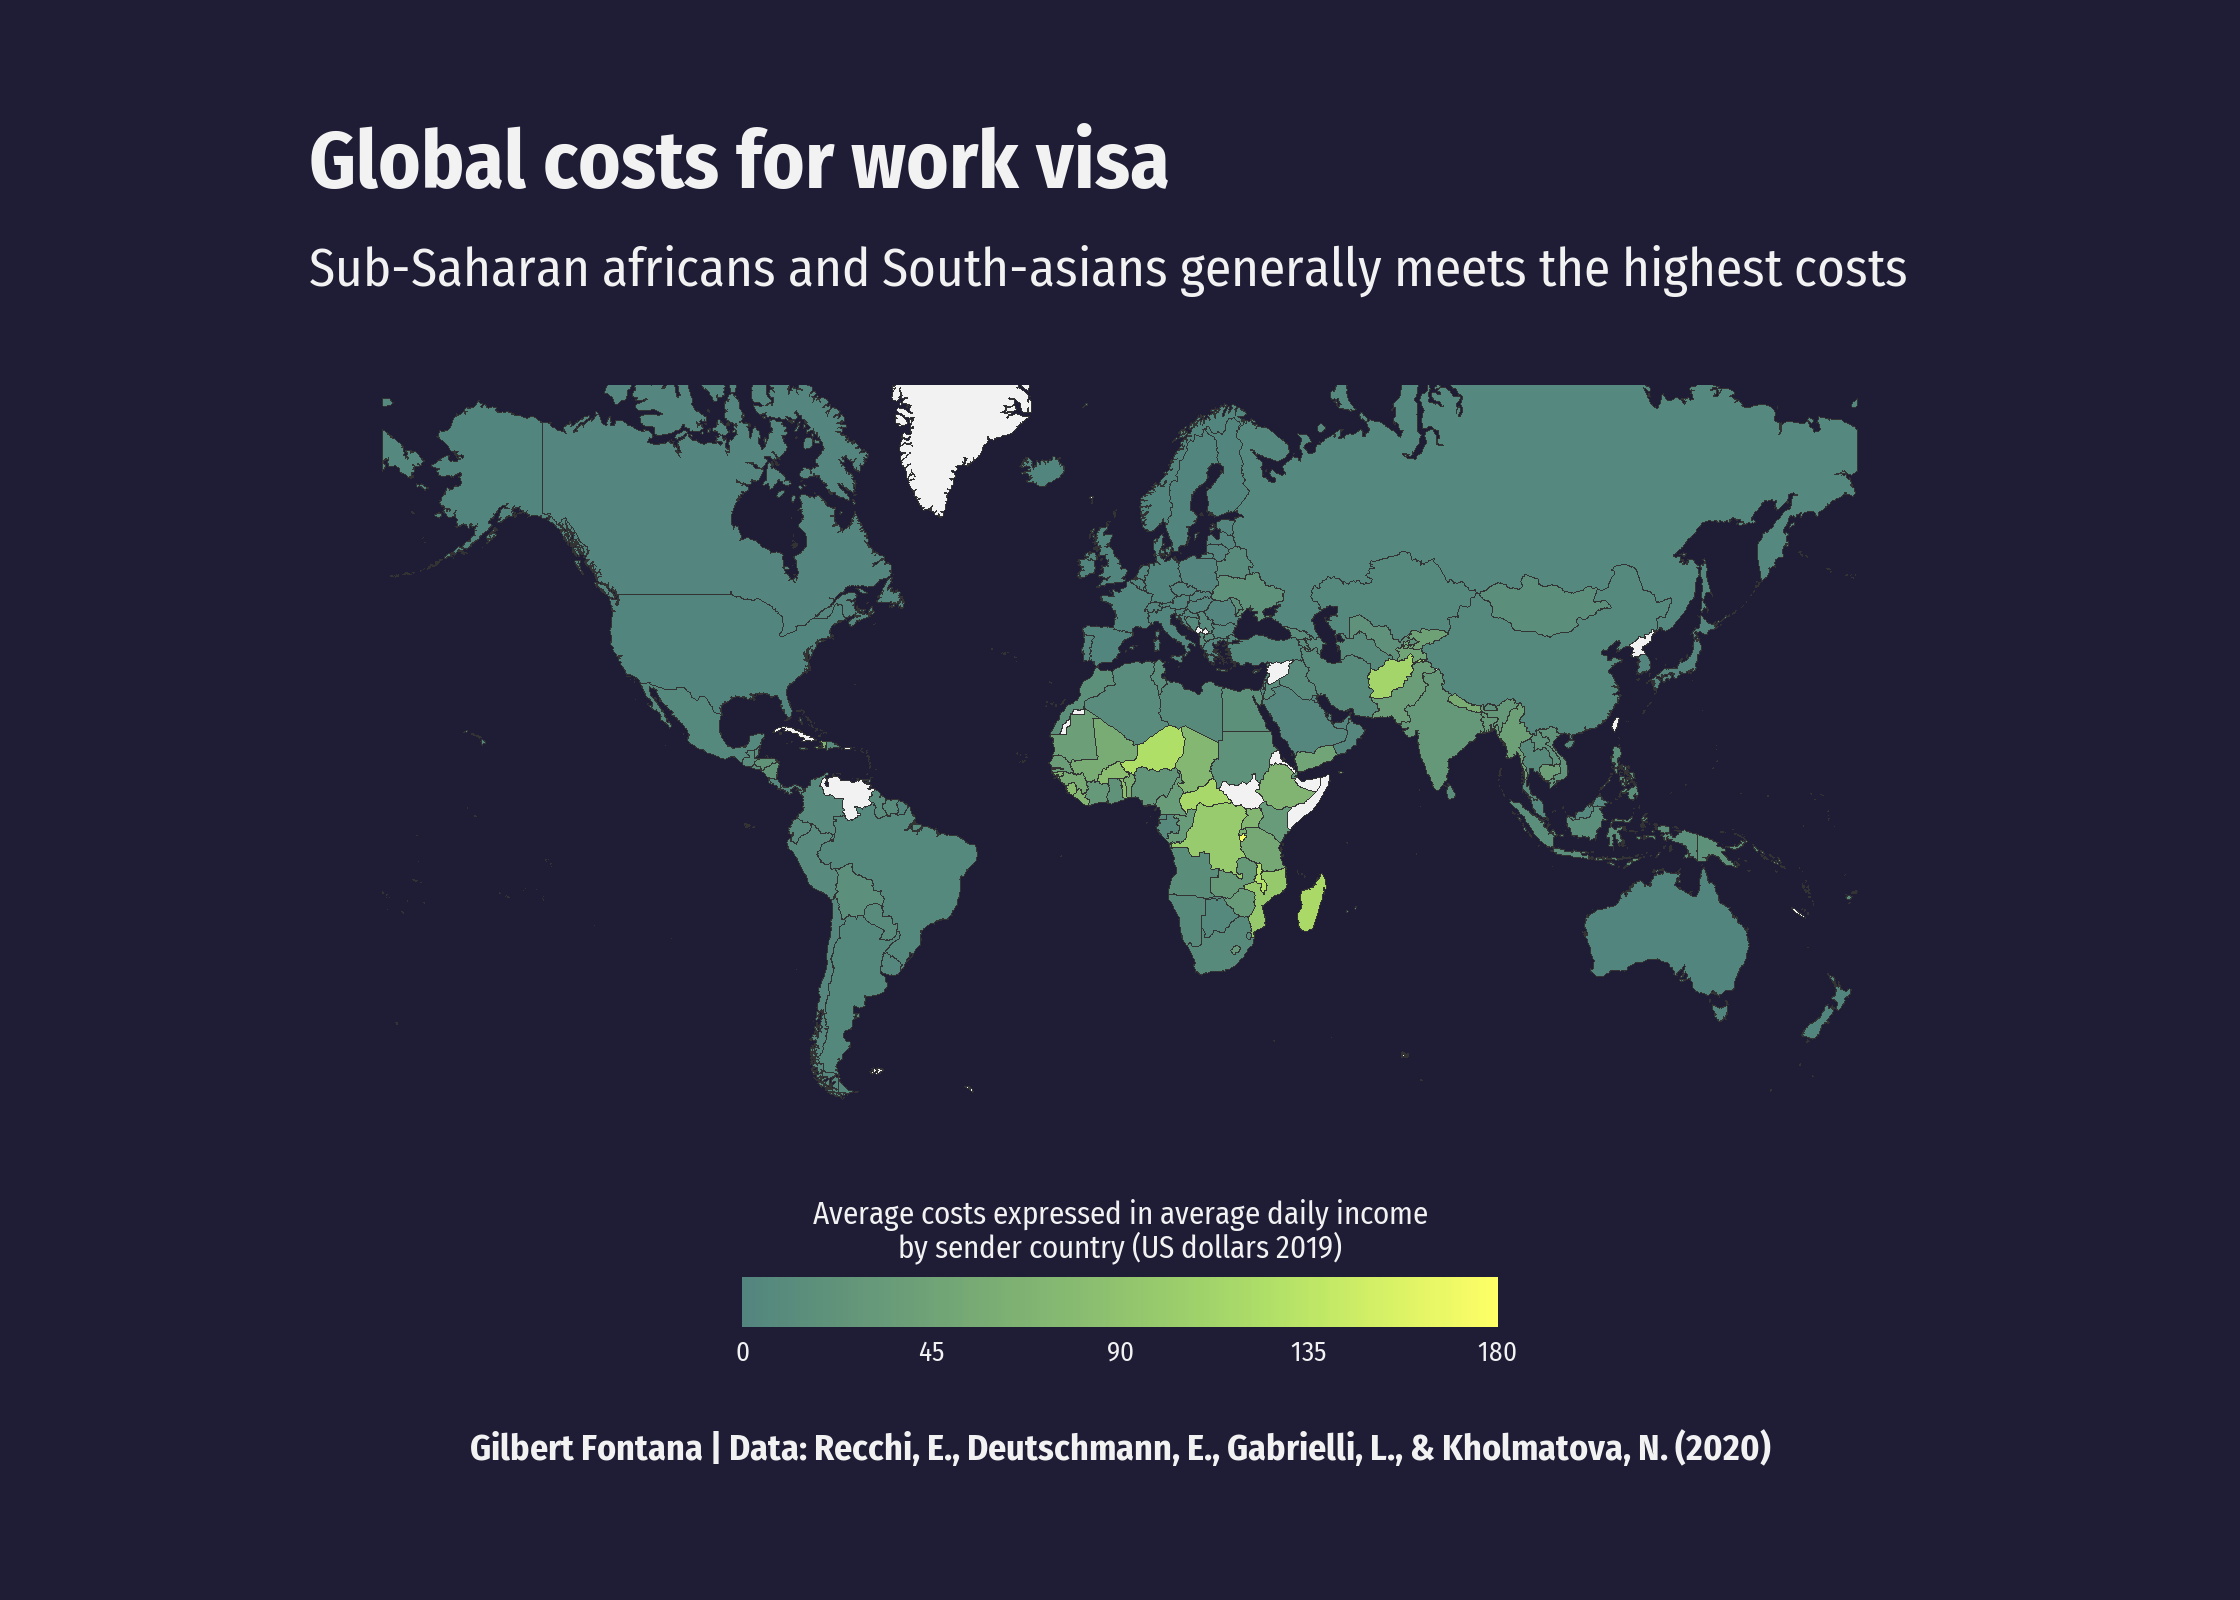 Global costs for work visa
Sub-Saharan africans and South-asians generally meets the highest costs
Average costs expressed in average daily income
by sender country (US dollars 2019)
0 45 90 135 180
Gilbert Fontana | Data: Recchi, E., Deutschmann, E., Gabrielli, L., & Kholmatova, N. (2020)